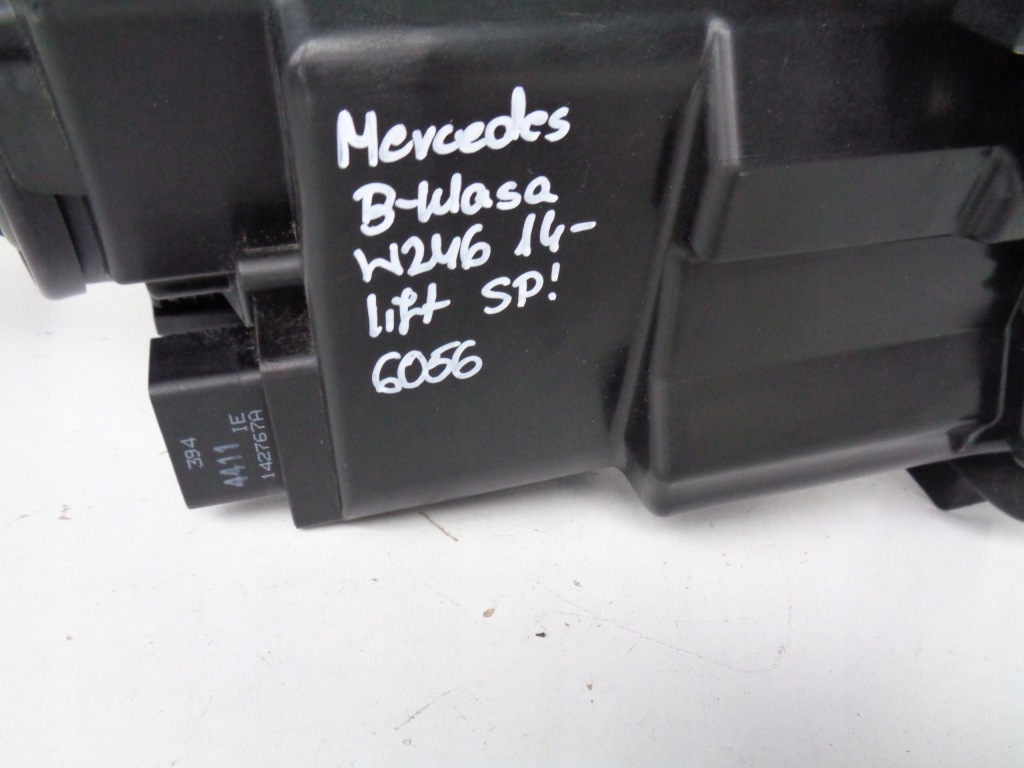 Mercedes
B-klasa
W246 14-
lift SP!
6056
394
4411 IE
142767A